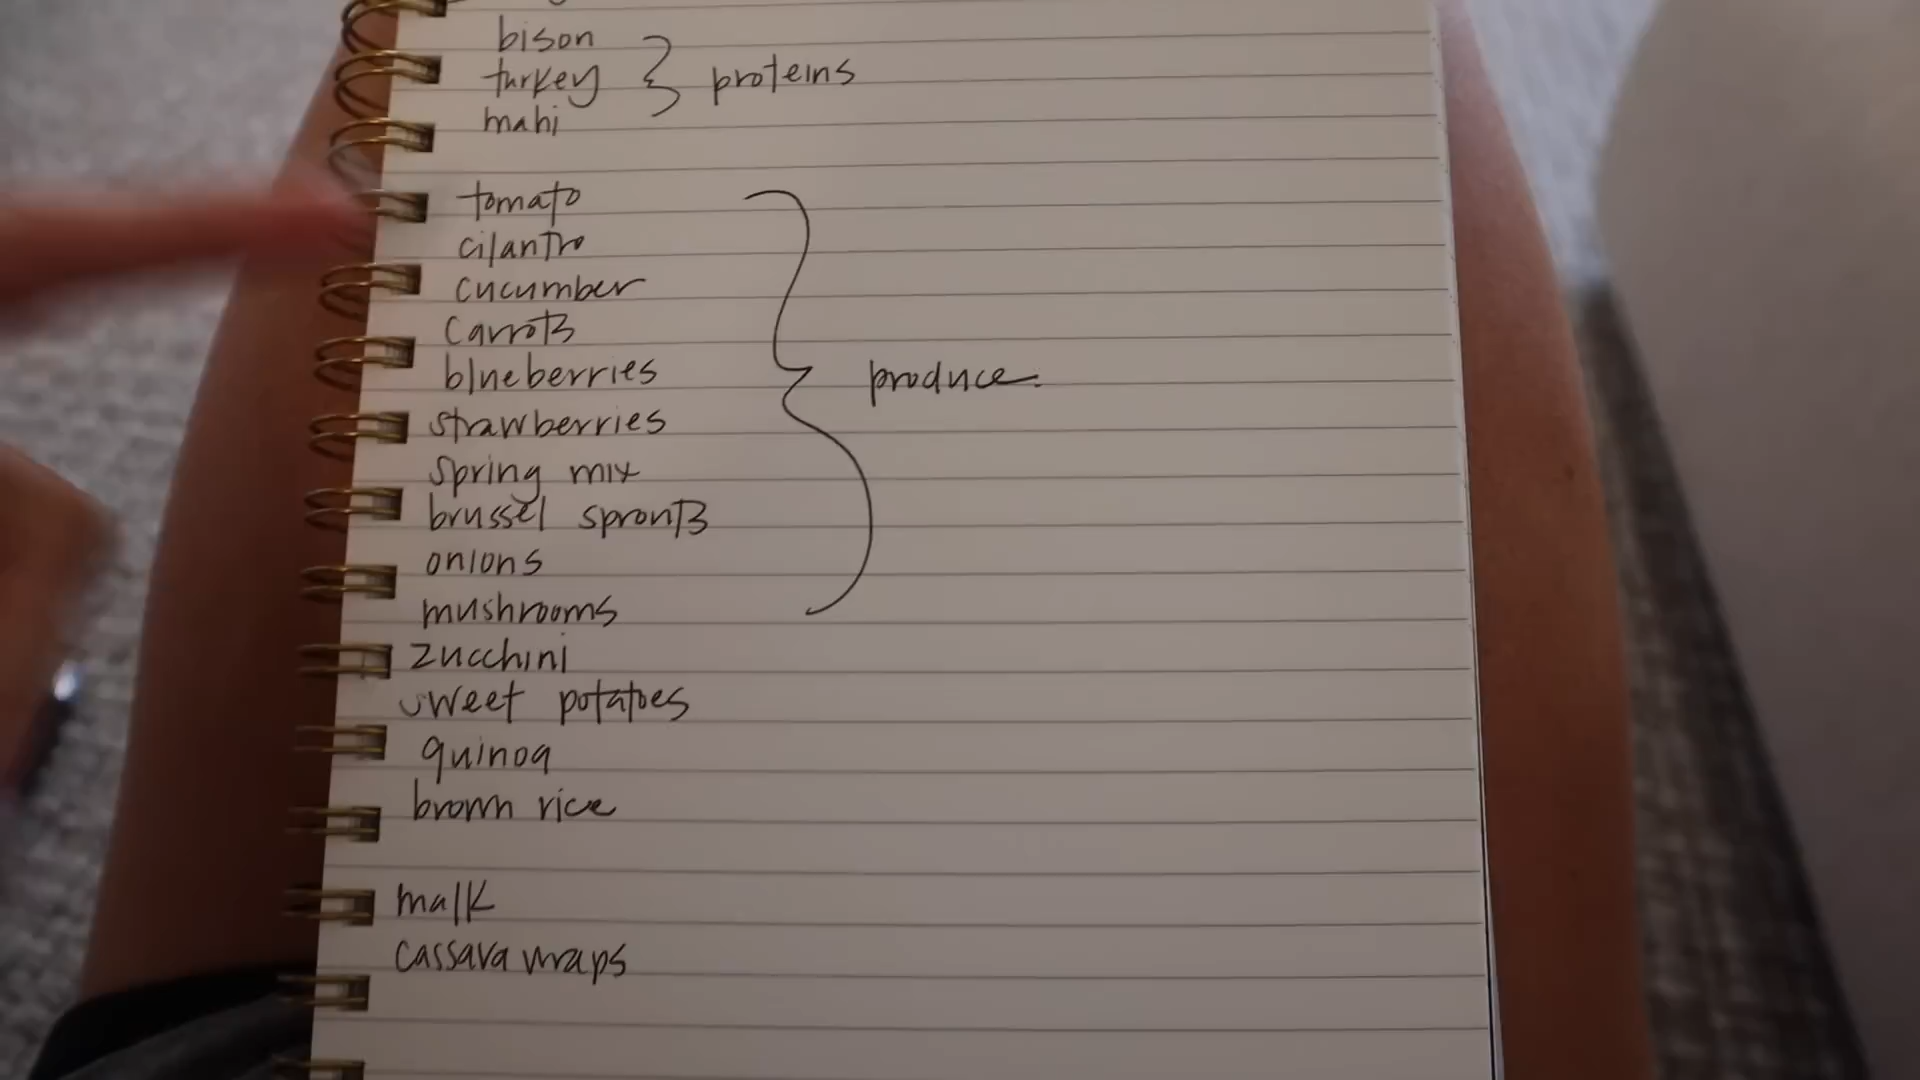 bison
turkey
mahi
proteins
tomato
cilantro
cucumber
carrots
blueberries
strawberries
spring mix
brussel sprouts
onions
mushrooms
produce
zucchini
sweet potatoes
quinoa
brown rice
malk
cassava wraps